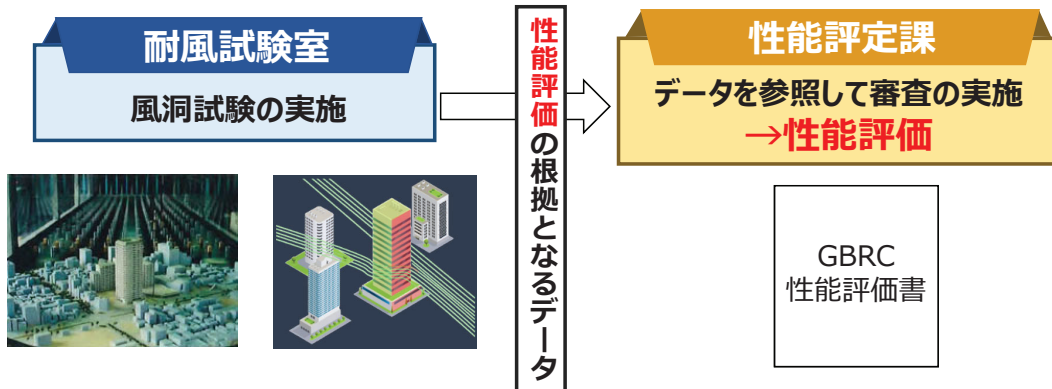 耐風試験室
風洞試験の実施
性能評価の根拠となるデータ
性能評定課
データを参照して審査の実施
→性能評価
GBRC
性能評価書